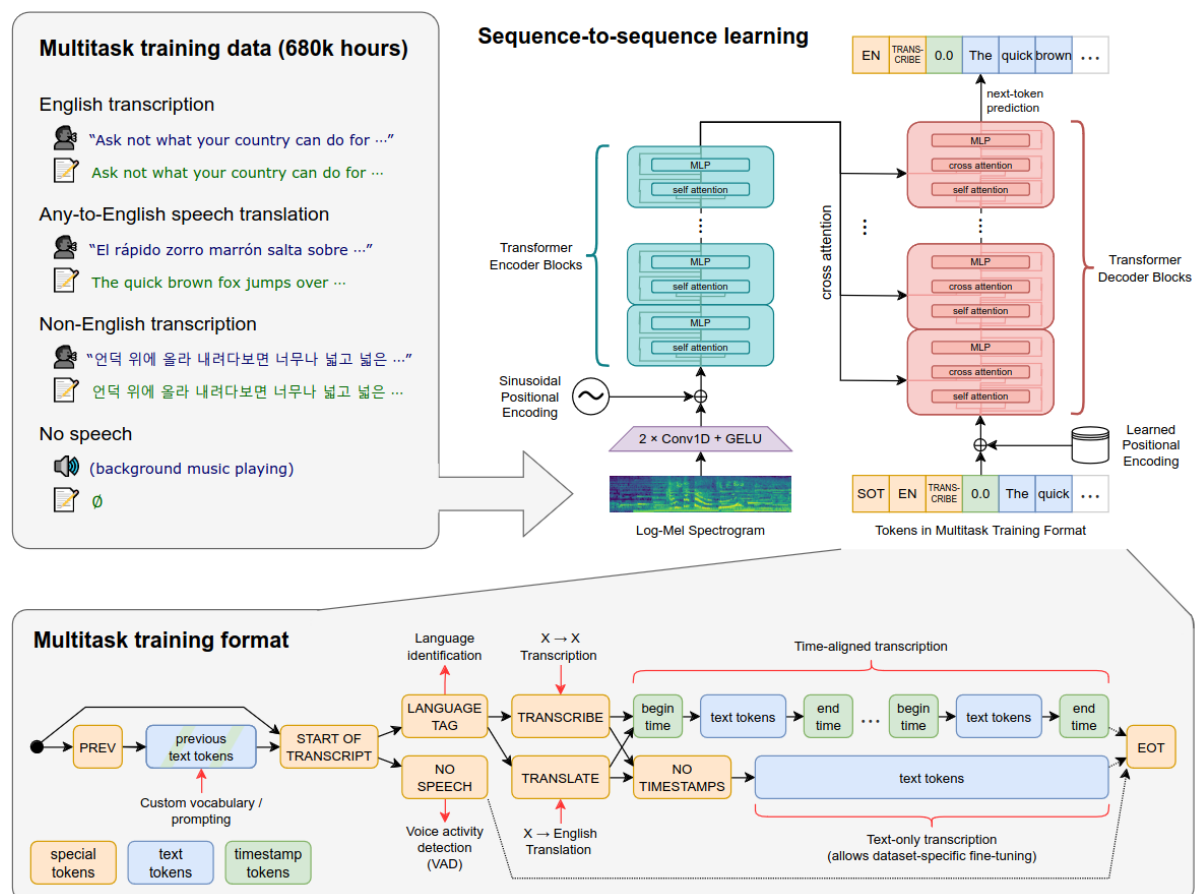 Multitask training data (680k hours)
English transcription
“Ask not what your country can do for ⋯”
Ask not what your country can do for ⋯
Any-to-English speech translation
“El rápido zorro marrón salta sobre ⋯”
The quick brown fox jumps over ⋯
Non-English transcription
“언덕 위에 올라 내려다보면 너무나 넓고 넓은 ⋯”
언덕 위에 올라 내려다보면 너무나 넓고 넓은 ⋯
No speech
(background music playing)
∅
Sequence-to-sequence learning
EN TRANS-CRIBE 0.0 The quick brown ⋯
next-token
prediction
MLP
self attention
⋮
MLP
self attention
MLP
self attention
Transformer
Encoder Blocks
Sinusoidal
Positional
Encoding
~
2 × Conv1D + GELU
Log-Mel Spectrogram
cross attention
⋮
MLP
cross attention
self attention
⋮
MLP
cross attention
self attention
MLP
cross attention
self attention
Transformer
Decoder Blocks
Learned
Positional
Encoding
SOT EN TRANS-CRIBE 0.0 The quick ⋯
Tokens in Multitask Training Format
Multitask training format
Language
identification
X → X
Transcription
Time-aligned transcription
PREV
previous
text tokens
Custom vocabulary /
prompting
START OF
TRANSCRIPT
LANGUAGE
TAG
NO
SPEECH
Voice activity
detection
(VAD)
TRANSCRIBE
TRANSLATE
X → English
Translation
begin
time
text tokens
end
time
⋯
begin
time
text tokens
end
time
NO
TIMESTAMPS
text tokens
EOT
Text-only transcription
(allows dataset-specific fine-tuning)
special
tokens
text
tokens
timestamp
tokens